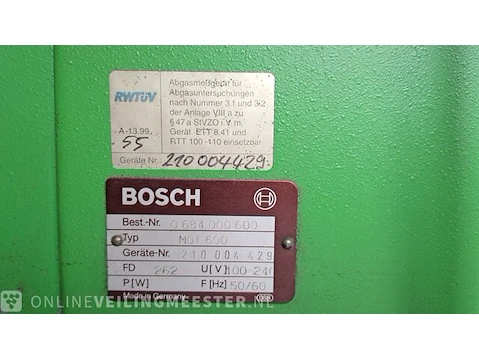 RWTÜV
Abgasmeßgerät für
Abgasuntersuchungen
nach Nummer 3.1 und 3.2
der Anlage VIII a zu
§ 47 a StVZO i.V.m.
A-13.99. Gerät ETT 8.41 und
55 RTT 100-110 einsetzbar
Geräte Nr. 210 004429
BOSCH
Best.-Nr. 0 684 000 600
Typ MOT 600
Geräte-Nr. 210 004 429
FD 262 U[V] 100-240
P[W] F[Hz] 50/60
Made in Germany
ONLINEVEILINGMEESTER.NL